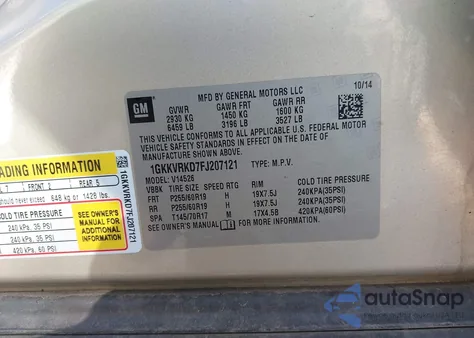 GM
MFD BY GENERAL MOTORS LLC
10/14
GVWR GAWR FRT GAWR RR
2930 KG 1450 KG 1600 KG
6459 LB 3196 LB 3527 LB
THIS VEHICLE CONFORMS TO ALL APPLICABLE U.S. FEDERAL MOTOR
VEHICLE SAFETY STANDARDS IN EFFECT ON THE DATE OF
MANUFACTURE SHOWN ABOVE.
1GKKVRKD7FJ207121 TYPE: M.P.V.
V14526
TIRE SIZE SPEED RTG RIM COLD TIRE PRESSURE
FRT P255/60R19 H 19X7.5J 240KPA(35PSI)
RR P255/60R19 H 19X7.5J 240KPA(35PSI)
SPA T145/70R17 M 17X4.5B 420KPA(60PSI)
SEE OWNER'S MANUAL FOR MORE INFORMATION.
ADING INFORMATION
7 FRONT 2 REAR 5
should never exceed 648 kg or 1428 lbs.
COLD TIRE PRESSURE
240 kPa, 35 PSI
240 kPa, 35 PSI
420 kPa, 60 PSI
SEE OWNER'S
MANUAL FOR
ADDITIONAL
INFORMATION
1GKKVRKD7FJ207121
autoSnap